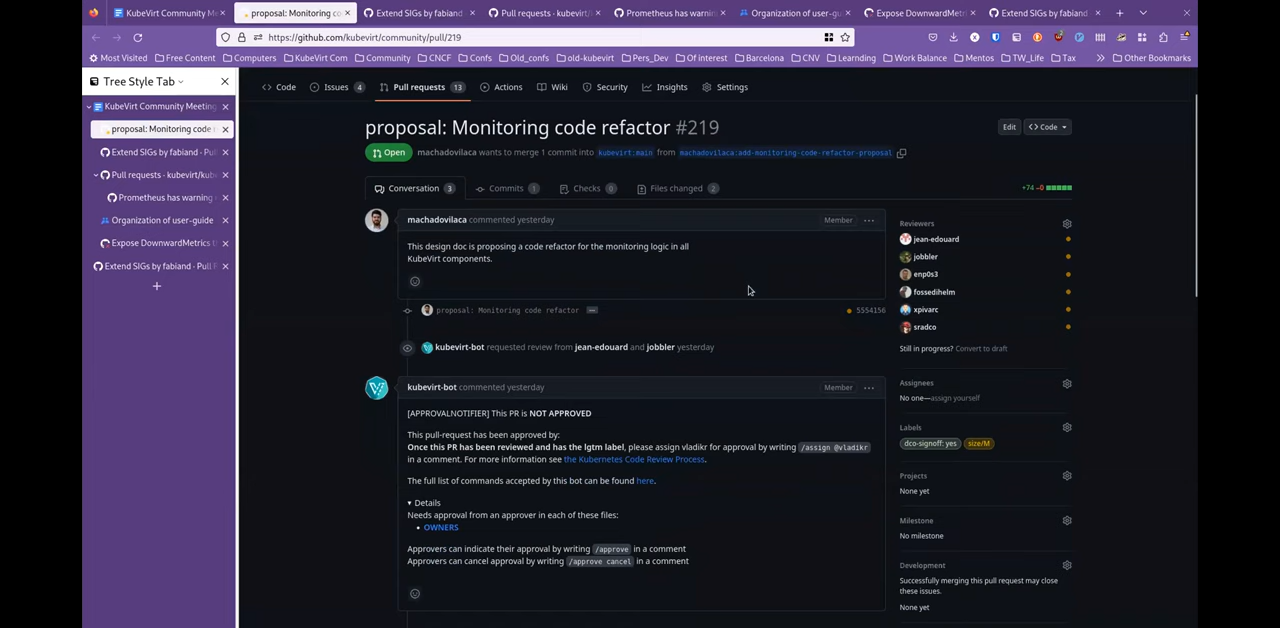 KubeVirt Community M
proposal: Monitoring co
Extend SIGs by fabiand
Pull requests · kubevirt/k
Prometheus has warnin
Organization of user-gu
Expose DownwardMetri
Extend SIGs by fabiand
https://github.com/kubevirt/community/pull/219
Most Visited
Free Content
Computers
KubeVirt Com
Community
CNCF
Confs
Old_confs
old-kubevirt
Pers_Dev
Of interest
Barcelona
CNV
Learnding
Work Balance
Mentos
TW_Life
Tax
Other Bookmarks
Tree Style Tab
KubeVirt Community Meeting
proposal: Monitoring code r
Extend SIGs by fabiand · Pull
Pull requests · kubevirt/kube
Prometheus has warning
Organization of user-guide
Expose DownwardMetrics t
Extend SIGs by fabiand · Pull R
Code
Issues 4
Pull requests 13
Actions
Wiki
Security
Insights
Settings
proposal: Monitoring code refactor #219
Edit
<> Code
Open
machadovilaca wants to merge 1 commit into kubevirt:main from machadovilaca:add-monitoring-code-refactor-proposal
Conversation 3
Commits 1
Checks 0
Files changed 2
+74 −0
machadovilaca commented yesterday
Member
This design doc is proposing a code refactor for the monitoring logic in all
KubeVirt components.
proposal: Monitoring code refactor
5554156
kubevirt-bot requested review from jean-edouard and jobbler yesterday
kubevirt-bot commented yesterday
Member
[APPROVALNOTIFIER] This PR is NOT APPROVED
This pull-request has been approved by:
Once this PR has been reviewed and has the lgtm label, please assign vladikr for approval by writing /assign @vladikr
in a comment. For more information see the Kubernetes Code Review Process.
The full list of commands accepted by this bot can be found here.
Details
Needs approval from an approver in each of these files:
• OWNERS
Approvers can indicate their approval by writing /approve in a comment
Approvers can cancel approval by writing /approve cancel in a comment
Reviewers
jean-edouard
jobbler
enp0s3
fossedihelm
xpivarc
sradco
Still in progress? Convert to draft
Assignees
No one—assign yourself
Labels
dco-signoff: yes
size/M
Projects
None yet
Milestone
No milestone
Development
Successfully merging this pull request may close
these issues.
None yet